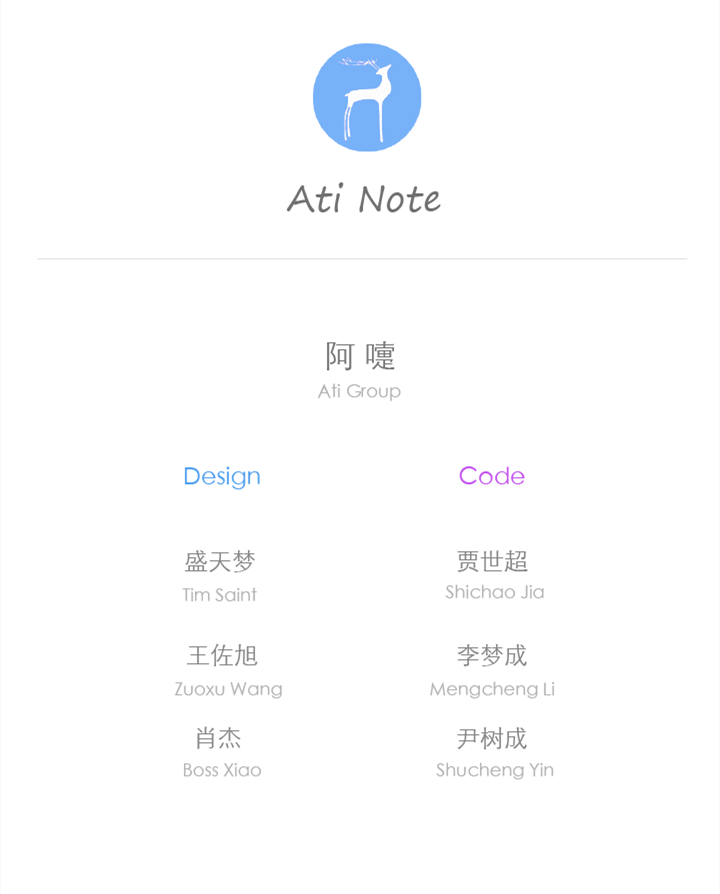 Ati Note
阿 嚏
Ati Group
Design
Code
盛天梦
Tim Saint
贾世超
Shichao Jia
王佐旭
Zuoxu Wang
李梦成
Mengcheng Li
肖杰
Boss Xiao
尹树成
Shucheng Yin